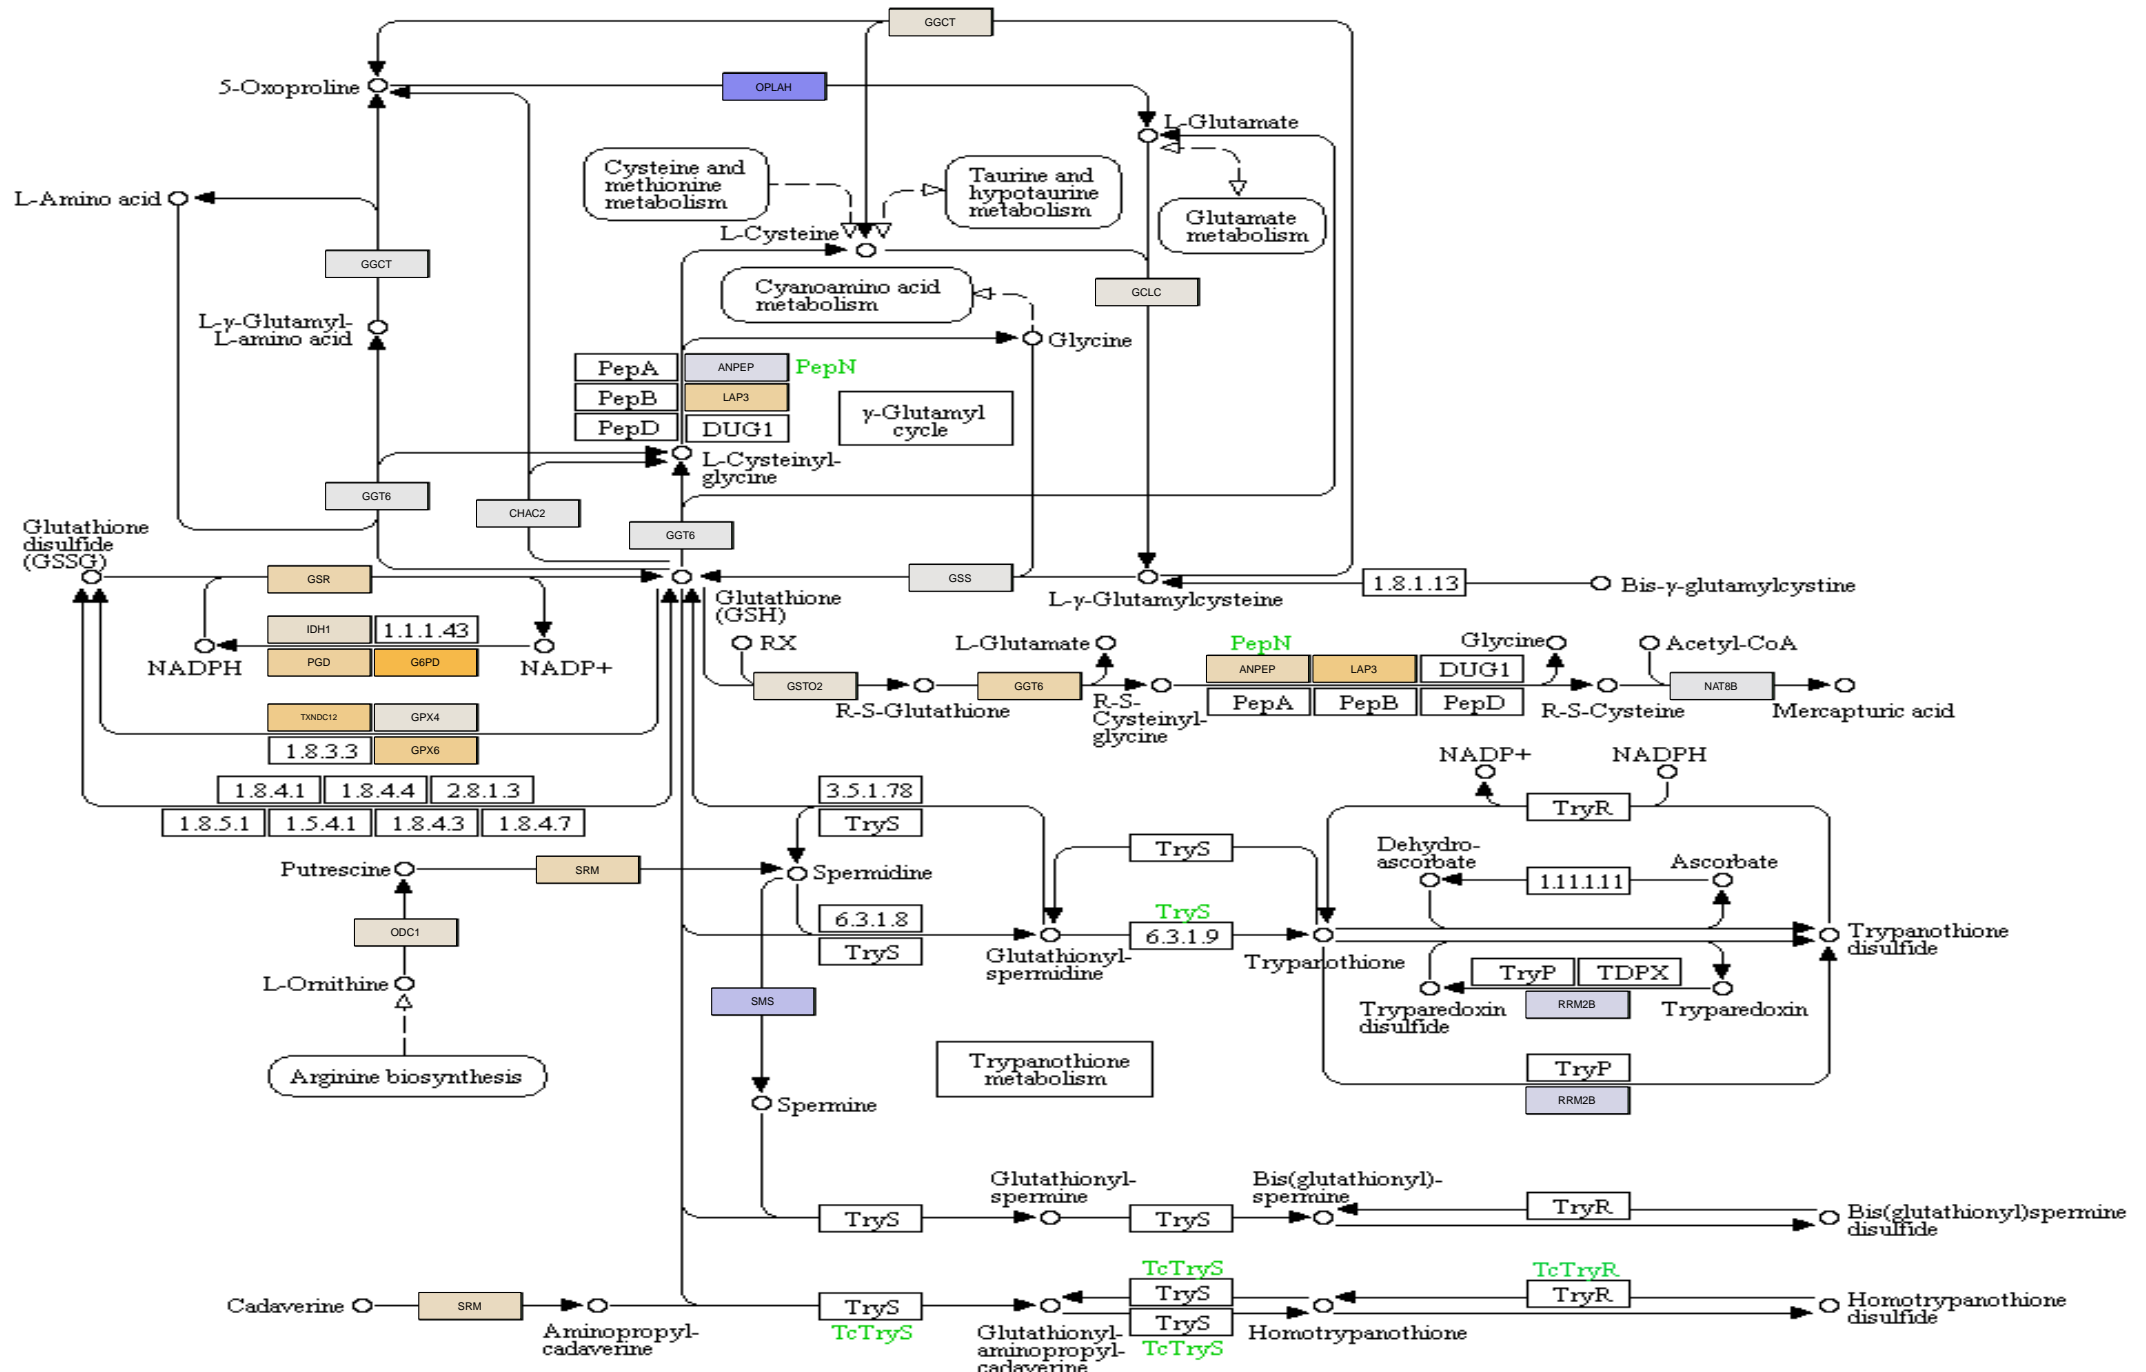 GGCT
5-Oxoproline
OPLAH
L-Glutamate
Cysteine and
methionine
metabolism
Taurine and
hypotaurine
metabolism
L-Amino acid
Glutamate
metabolism
L-Cysteine
GGCT
Cyanoamino acid
metabolism
GCLC
L-γ-Glutamyl-
L-amino acid
Glycine
PepA
ANPEP
PepN
PepB
LAP3
PepD
DUG1
γ-Glutamyl
cycle
L-Cysteinyl-
glycine
GGT6
CHAC2
GGT6
Glutathione
disulfide
(GSSG)
GSR
GSS
1.8.1.13
Bis-γ-glutamylcystine
Glutathione
(GSH)
L-γ-Glutamylcysteine
IDH1
1.1.1.43
NADPH
PGD
G6PD
NADP+
RX
L-Glutamate
PepN
Glycine
Acetyl-CoA
ANPEP
LAP3
DUG1
GSTO2
GGT6
NAT8B
R-S-Glutathione
R-S-
Cysteinyl-
glycine
PepA
PepB
PepD
R-S-Cysteine
Mercapturic acid
TXNDC12
GPX4
1.8.3.3
GPX6
1.8.4.1
1.8.4.4
2.8.1.3
1.8.5.1
1.5.4.1
1.8.4.3
1.8.4.7
3.5.1.78
TryS
NADP+
NADPH
TryR
Putrescine
SRM
Spermidine
TryS
Dehydro-
ascorbate
Ascorbate
1.11.1.11
ODC1
6.3.1.8
TryS
TryS
6.3.1.9
Glutathionyl-
spermidine
Trypanothione
Trypanothione
disulfide
L-Ornithine
SMS
TryP
TDPX
RRM2B
Tryparedoxin
disulfide
Tryparedoxin
Arginine biosynthesis
Trypanothione
metabolism
TryP
RRM2B
Spermine
Glutathionyl-
spermine
Bis(glutathionyl)-
spermine
TryS
TryS
TryR
Bis(glutathionyl)spermine
disulfide
TcTryS
TcTryR
Cadaverine
SRM
TryS
TryS
TryR
Homotrypanothione
disulfide
Aminopropyl-
cadaverine
TcTryS
TryS
TcTryS
Glutathionyl-
aminopropyl-
cadaverine
Homotrypanothione